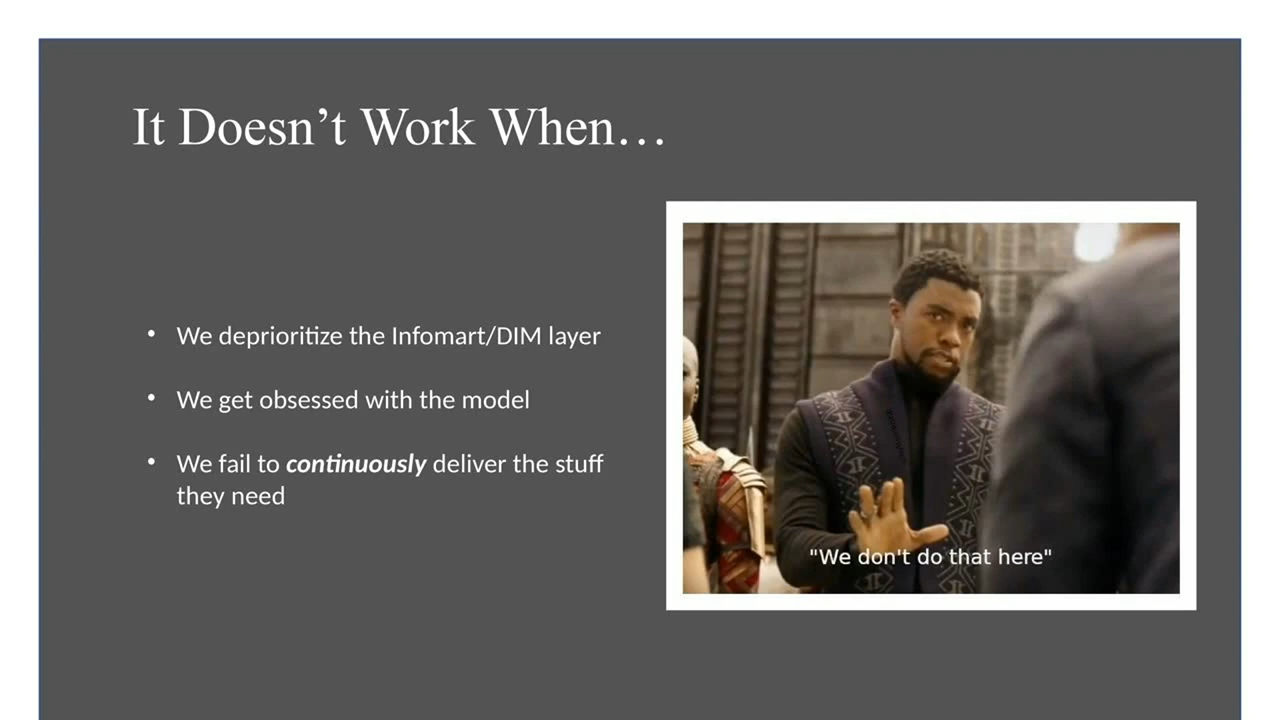 It Doesn’t Work When…
• We deprioritize the Infomart/DIM layer
• We get obsessed with the model
• We fail to continuously deliver the stuff
they need
"We don't do that here"